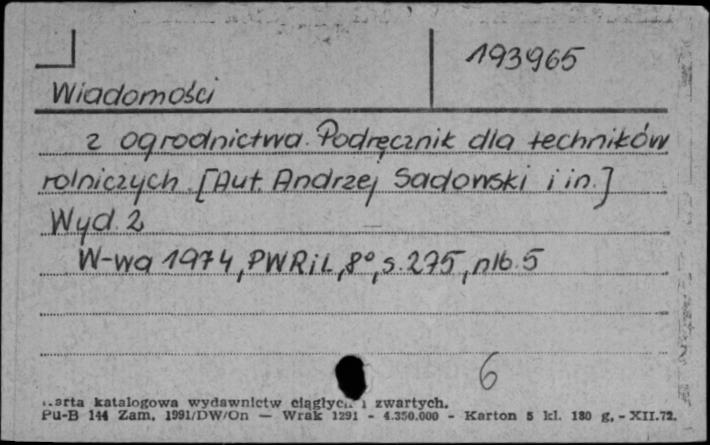 193965
Wiadomości
z ogrodnictwa. Podręcznik dla techników
rolniczych. [Aut. Andrzej Sadowski i in.]
Wyd. 2
W-wa 1974, PWRiL, 8°, s. 275, nlb. 5
6
karta katalogowa wydawnictw ciągłych i zwartych.
Pu-B 144 Zam. 1991/DW/On — Wrak 1291 - 4.350.000 - Karton 5 kl. 180 g. - XII.72.